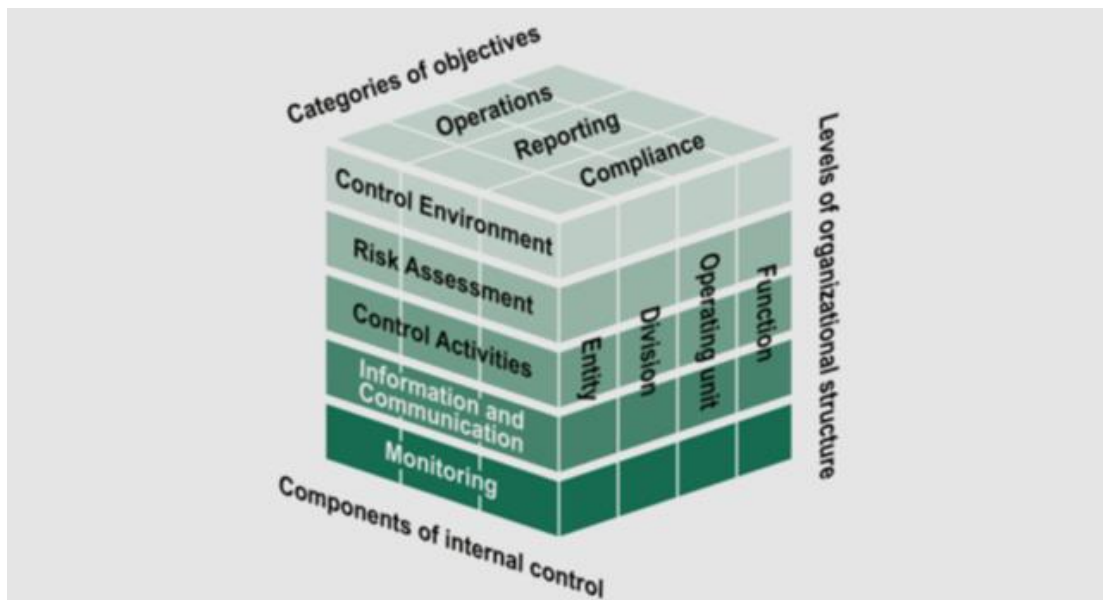 Categories of objectives
Operations
Reporting
Compliance
Control Environment
Risk Assessment
Control Activities
Information and
Communication
Monitoring
Components of internal control
Entity
Division
Operating unit
Function
Levels of organizational structure